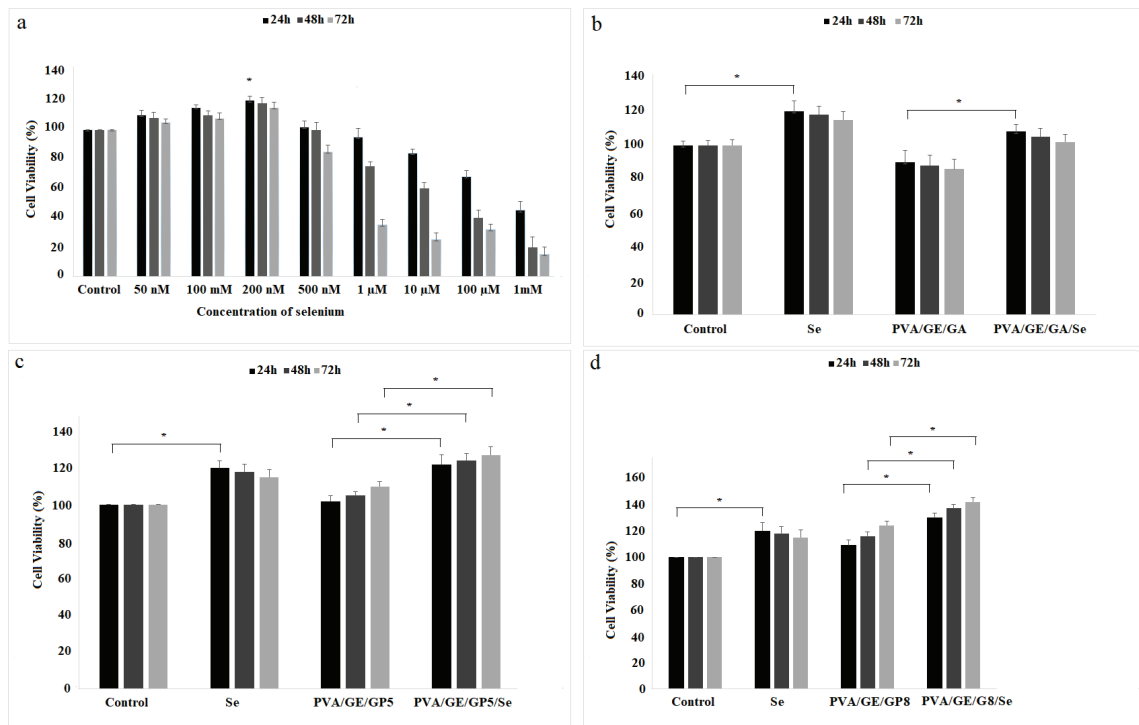 a
24h 48h 72h
*
140
120
100
80
60
40
20
0
Cell Viability (%)
Control 50 nM 100 mM 200 nM 500 nM 1 µM 10 µM 100 µM 1mM
Concentration of selenium
b
24h 48h 72h
* *
140
120
100
80
60
40
20
0
Cell Viability (%)
Control Se PVA/GE/GA PVA/GE/GA/Se
c
24h 48h 72h
*
*
* *
140
120
100
80
60
40
20
0
Cell Viability (%)
Control Se PVA/GE/GP5 PVA/GE/GP5/Se
d
24h 48h 72h
*
*
*
*
160
140
120
100
80
60
40
20
0
Cell Viability (%)
Control Se PVA/GE/GP8 PVA/GE/G8/Se